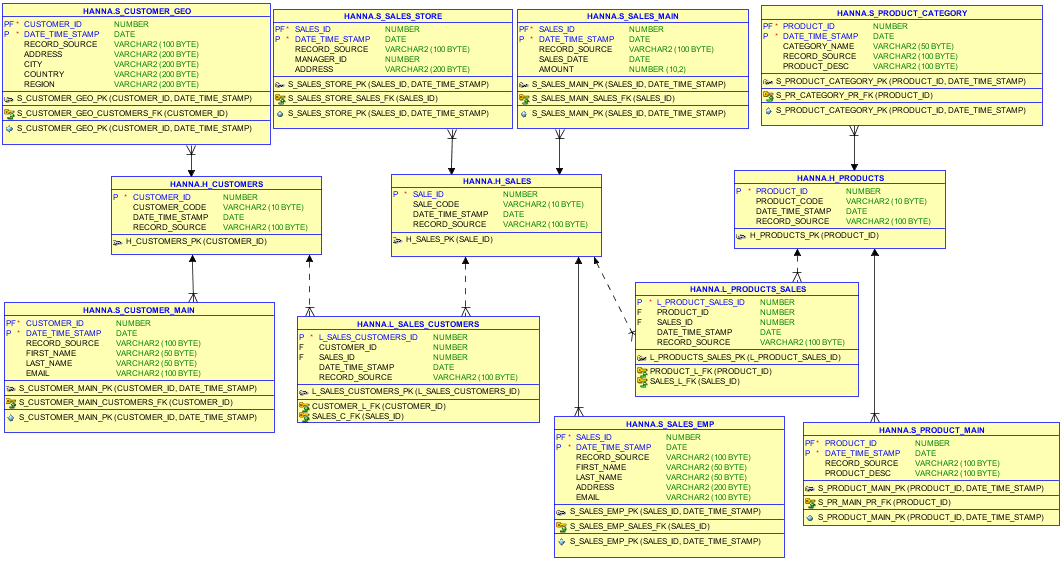 HANNA.S_CUSTOMER_GEO
PF* CUSTOMER_ID NUMBER
P * DATE_TIME_STAMP DATE
RECORD_SOURCE VARCHAR2 (100 BYTE)
ADDRESS VARCHAR2 (200 BYTE)
CITY VARCHAR2 (200 BYTE)
COUNTRY VARCHAR2 (200 BYTE)
REGION VARCHAR2 (200 BYTE)
S_CUSTOMER_GEO_PK (CUSTOMER_ID, DATE_TIME_STAMP)
S_CUSTOMER_GEO_CUSTOMERS_FK (CUSTOMER_ID)
S_CUSTOMER_GEO_PK (CUSTOMER_ID, DATE_TIME_STAMP)
HANNA.S_SALES_STORE
PF* SALES_ID NUMBER
P * DATE_TIME_STAMP DATE
RECORD_SOURCE VARCHAR2 (100 BYTE)
MANAGER_ID NUMBER
ADDRESS VARCHAR2 (200 BYTE)
S_SALES_STORE_PK (SALES_ID, DATE_TIME_STAMP)
S_SALES_STORE_SALES_FK (SALES_ID)
S_SALES_STORE_PK (SALES_ID, DATE_TIME_STAMP)
HANNA.S_SALES_MAIN
PF* SALES_ID NUMBER
P * DATE_TIME_STAMP DATE
RECORD_SOURCE VARCHAR2 (100 BYTE)
SALES_DATE DATE
AMOUNT NUMBER (10,2)
S_SALES_MAIN_PK (SALES_ID, DATE_TIME_STAMP)
S_SALES_MAIN_SALES_FK (SALES_ID)
S_SALES_MAIN_PK (SALES_ID, DATE_TIME_STAMP)
HANNA.S_PRODUCT_CATEGORY
PF* PRODUCT_ID NUMBER
P * DATE_TIME_STAMP DATE
CATEGORY_NAME VARCHAR2 (50 BYTE)
RECORD_SOURCE VARCHAR2 (100 BYTE)
PRODUCT_DESC VARCHAR2 (100 BYTE)
S_PRODUCT_CATEGORY_PK (PRODUCT_ID, DATE_TIME_STAMP)
S_PR_CATEGORY_PR_FK (PRODUCT_ID)
S_PRODUCT_CATEGORY_PK (PRODUCT_ID, DATE_TIME_STAMP)
HANNA.H_CUSTOMERS
P * CUSTOMER_ID NUMBER
CUSTOMER_CODE VARCHAR2 (10 BYTE)
DATE_TIME_STAMP DATE
RECORD_SOURCE VARCHAR2 (100 BYTE)
H_CUSTOMERS_PK (CUSTOMER_ID)
HANNA.H_SALES
P * SALE_ID NUMBER
SALE_CODE VARCHAR2 (10 BYTE)
DATE_TIME_STAMP DATE
RECORD_SOURCE VARCHAR2 (100 BYTE)
H_SALES_PK (SALE_ID)
HANNA.H_PRODUCTS
P * PRODUCT_ID NUMBER
PRODUCT_CODE VARCHAR2 (10 BYTE)
DATE_TIME_STAMP DATE
RECORD_SOURCE VARCHAR2 (100 BYTE)
H_PRODUCTS_PK (PRODUCT_ID)
HANNA.S_CUSTOMER_MAIN
PF* CUSTOMER_ID NUMBER
P * DATE_TIME_STAMP DATE
RECORD_SOURCE VARCHAR2 (100 BYTE)
FIRST_NAME VARCHAR2 (50 BYTE)
LAST_NAME VARCHAR2 (50 BYTE)
EMAIL VARCHAR2 (100 BYTE)
S_CUSTOMER_MAIN_PK (CUSTOMER_ID, DATE_TIME_STAMP)
S_CUSTOMER_MAIN_CUSTOMERS_FK (CUSTOMER_ID)
S_CUSTOMER_MAIN_PK (CUSTOMER_ID, DATE_TIME_STAMP)
HANNA.L_SALES_CUSTOMERS
P * L_SALES_CUSTOMERS_ID NUMBER
F CUSTOMER_ID NUMBER
F SALES_ID NUMBER
DATE_TIME_STAMP DATE
RECORD_SOURCE VARCHAR2 (100 BYTE)
L_SALES_CUSTOMERS_PK (L_SALES_CUSTOMERS_ID)
CUSTOMER_L_FK (CUSTOMER_ID)
SALES_C_FK (SALES_ID)
HANNA.L_PRODUCTS_SALES
P * L_PRODUCT_SALES_ID NUMBER
F PRODUCT_ID NUMBER
F SALES_ID NUMBER
DATE_TIME_STAMP DATE
RECORD_SOURCE VARCHAR2 (100 BYTE)
L_PRODUCTS_SALES_PK (L_PRODUCT_SALES_ID)
PRODUCT_L_FK (PRODUCT_ID)
SALES_L_FK (SALES_ID)
HANNA.S_SALES_EMP
PF* SALES_ID NUMBER
P * DATE_TIME_STAMP DATE
RECORD_SOURCE VARCHAR2 (100 BYTE)
FIRST_NAME VARCHAR2 (50 BYTE)
LAST_NAME VARCHAR2 (50 BYTE)
ADDRESS VARCHAR2 (200 BYTE)
EMAIL VARCHAR2 (100 BYTE)
S_SALES_EMP_PK (SALES_ID, DATE_TIME_STAMP)
S_SALES_EMP_SALES_FK (SALES_ID)
S_SALES_EMP_PK (SALES_ID, DATE_TIME_STAMP)
HANNA.S_PRODUCT_MAIN
PF* PRODUCT_ID NUMBER
P * DATE_TIME_STAMP DATE
RECORD_SOURCE VARCHAR2 (100 BYTE)
PRODUCT_DESC VARCHAR2 (100 BYTE)
S_PRODUCT_MAIN_PK (PRODUCT_ID, DATE_TIME_STAMP)
S_PR_MAIN_PR_FK (PRODUCT_ID)
S_PRODUCT_MAIN_PK (PRODUCT_ID, DATE_TIME_STAMP)